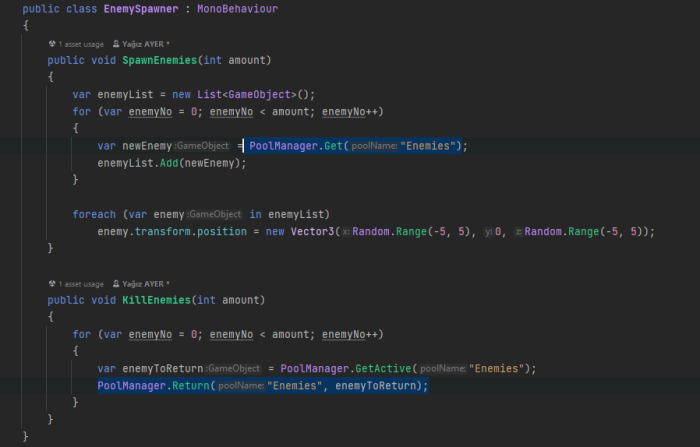 public class EnemySpawner : MonoBehaviour
{
1 asset usage Yağız AYER *
public void SpawnEnemies(int amount)
{
var enemyList = new List<GameObject>();
for (var enemyNo = 0; enemyNo < amount; enemyNo++)
{
var newEnemy :GameObject = PoolManager.Get( poolName: "Enemies");
enemyList.Add(newEnemy);
}
foreach (var enemy :GameObject in enemyList)
enemy.transform.position = new Vector3( x: Random.Range(-5, 5), y: 0, z: Random.Range(-5, 5));
}
1 asset usage Yağız AYER *
public void KillEnemies(int amount)
{
for (var enemyNo = 0; enemyNo < amount; enemyNo++)
{
var enemyToReturn :GameObject = PoolManager.GetActive( poolName: "Enemies");
PoolManager.Return( poolName: "Enemies", enemyToReturn);
}
}
}